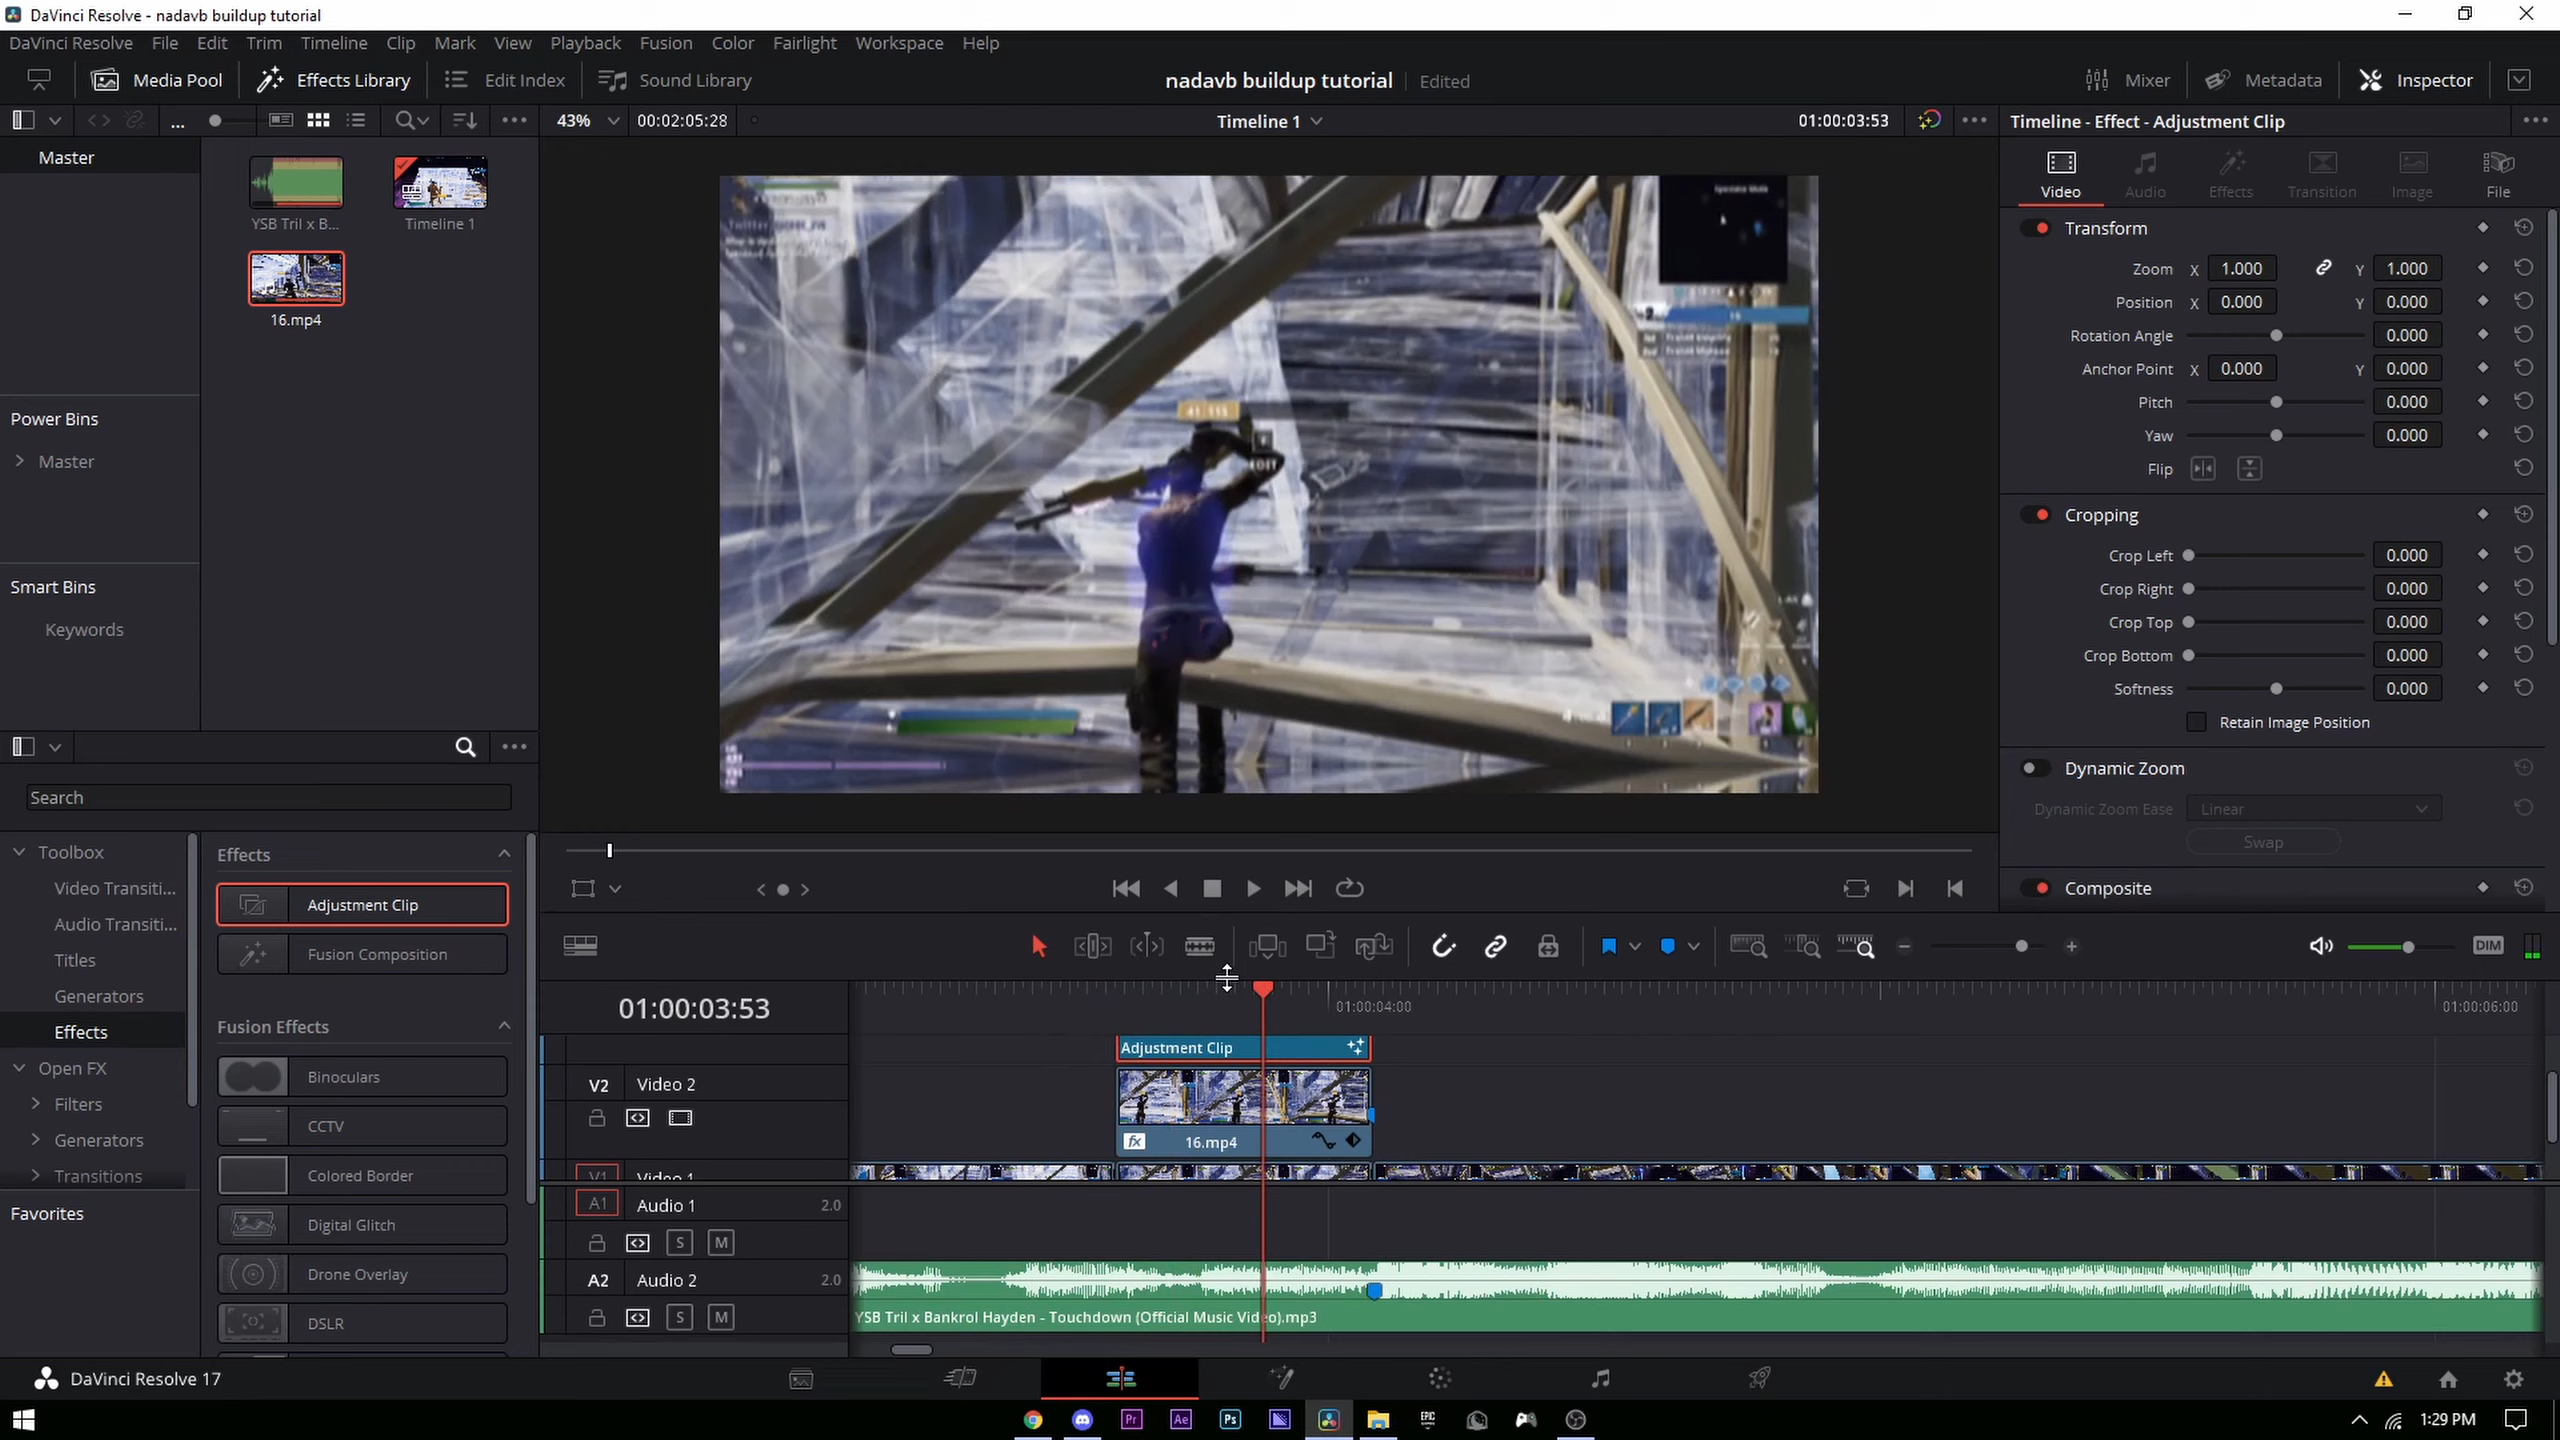 DaVinci Resolve - nadavb buildup tutorial
DaVinci Resolve File Edit Trim Timeline Clip Mark View Playback Fusion Color Fairlight Workspace Help
Media Pool Effects Library Edit Index Sound Library nadavb buildup tutorial Edited Mixer Metadata Inspector
... 43% 00:02:05:28 Timeline 1 01:00:03:53 Timeline - Effect - Adjustment Clip
Master
YSB Tril x B...
Timeline 1
16.mp4
Power Bins
Master
Smart Bins
Keywords
Video Audio Effects Transition Image File
Transform
Zoom X 1.000 Y 1.000
Position X 0.000 Y 0.000
Rotation Angle 0.000
Anchor Point X 0.000 Y 0.000
Pitch 0.000
Yaw 0.000
Flip
Cropping
Crop Left 0.000
Crop Right 0.000
Crop Top 0.000
Crop Bottom 0.000
Softness 0.000
Retain Image Position
Dynamic Zoom
Dynamic Zoom Ease Linear
Swap
Composite
EDIT
Search
Toolbox
Video Transiti...
Audio Transiti...
Titles
Generators
Effects
Open FX
Filters
Generators
Transitions
Favorites
Effects
Adjustment Clip
Fusion Composition
Fusion Effects
Binoculars
CCTV
Colored Border
Digital Glitch
Drone Overlay
DSLR
DIM
01:00:03:53 01:00:04:00 01:00:06:00
Adjustment Clip
V2 Video 2
fx 16.mp4
V1 Video 1
A1 Audio 1 2.0
S M
A2 Audio 2 2.0
S M
YSB Tril x Bankrol Hayden - Touchdown (Official Music Video).mp3
DaVinci Resolve 17
Pr Ae Ps EPIC GAMES 1:29 PM